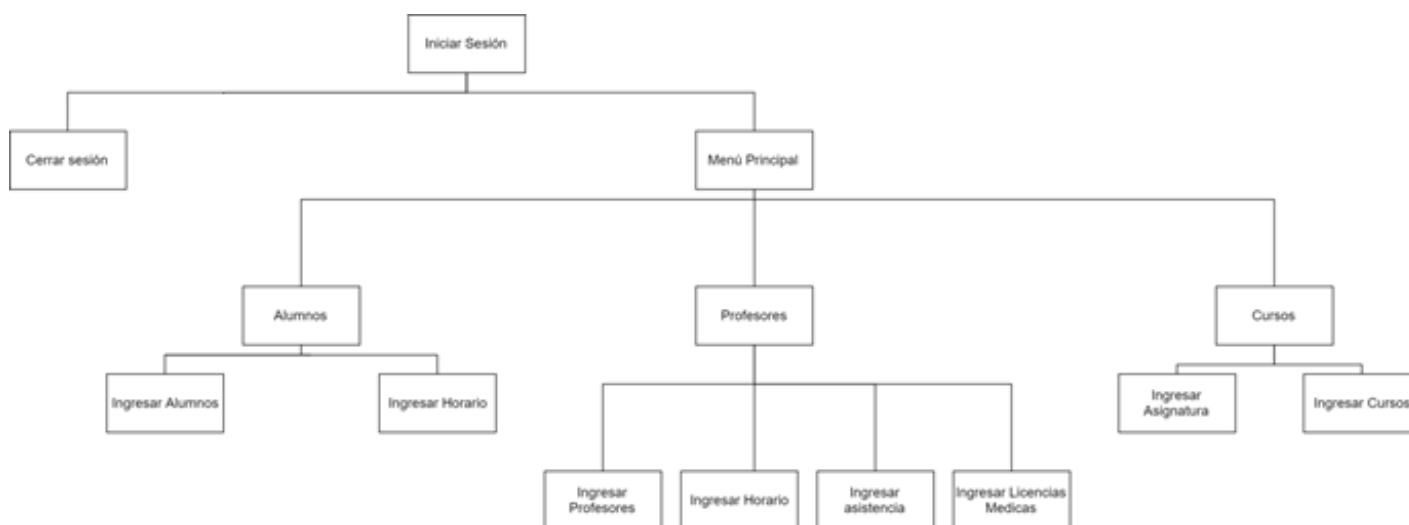 Iniciar Sesión
Cerrar sesión
Menú Principal
Alumnos
Profesores
Cursos
Ingresar Alumnos
Ingresar Horario
Ingresar
Asignatura
Ingresar Cursos
Ingresar
Profesores
Ingresar Horario
Ingresar
asistencia
Ingresar Licencias
Medicas